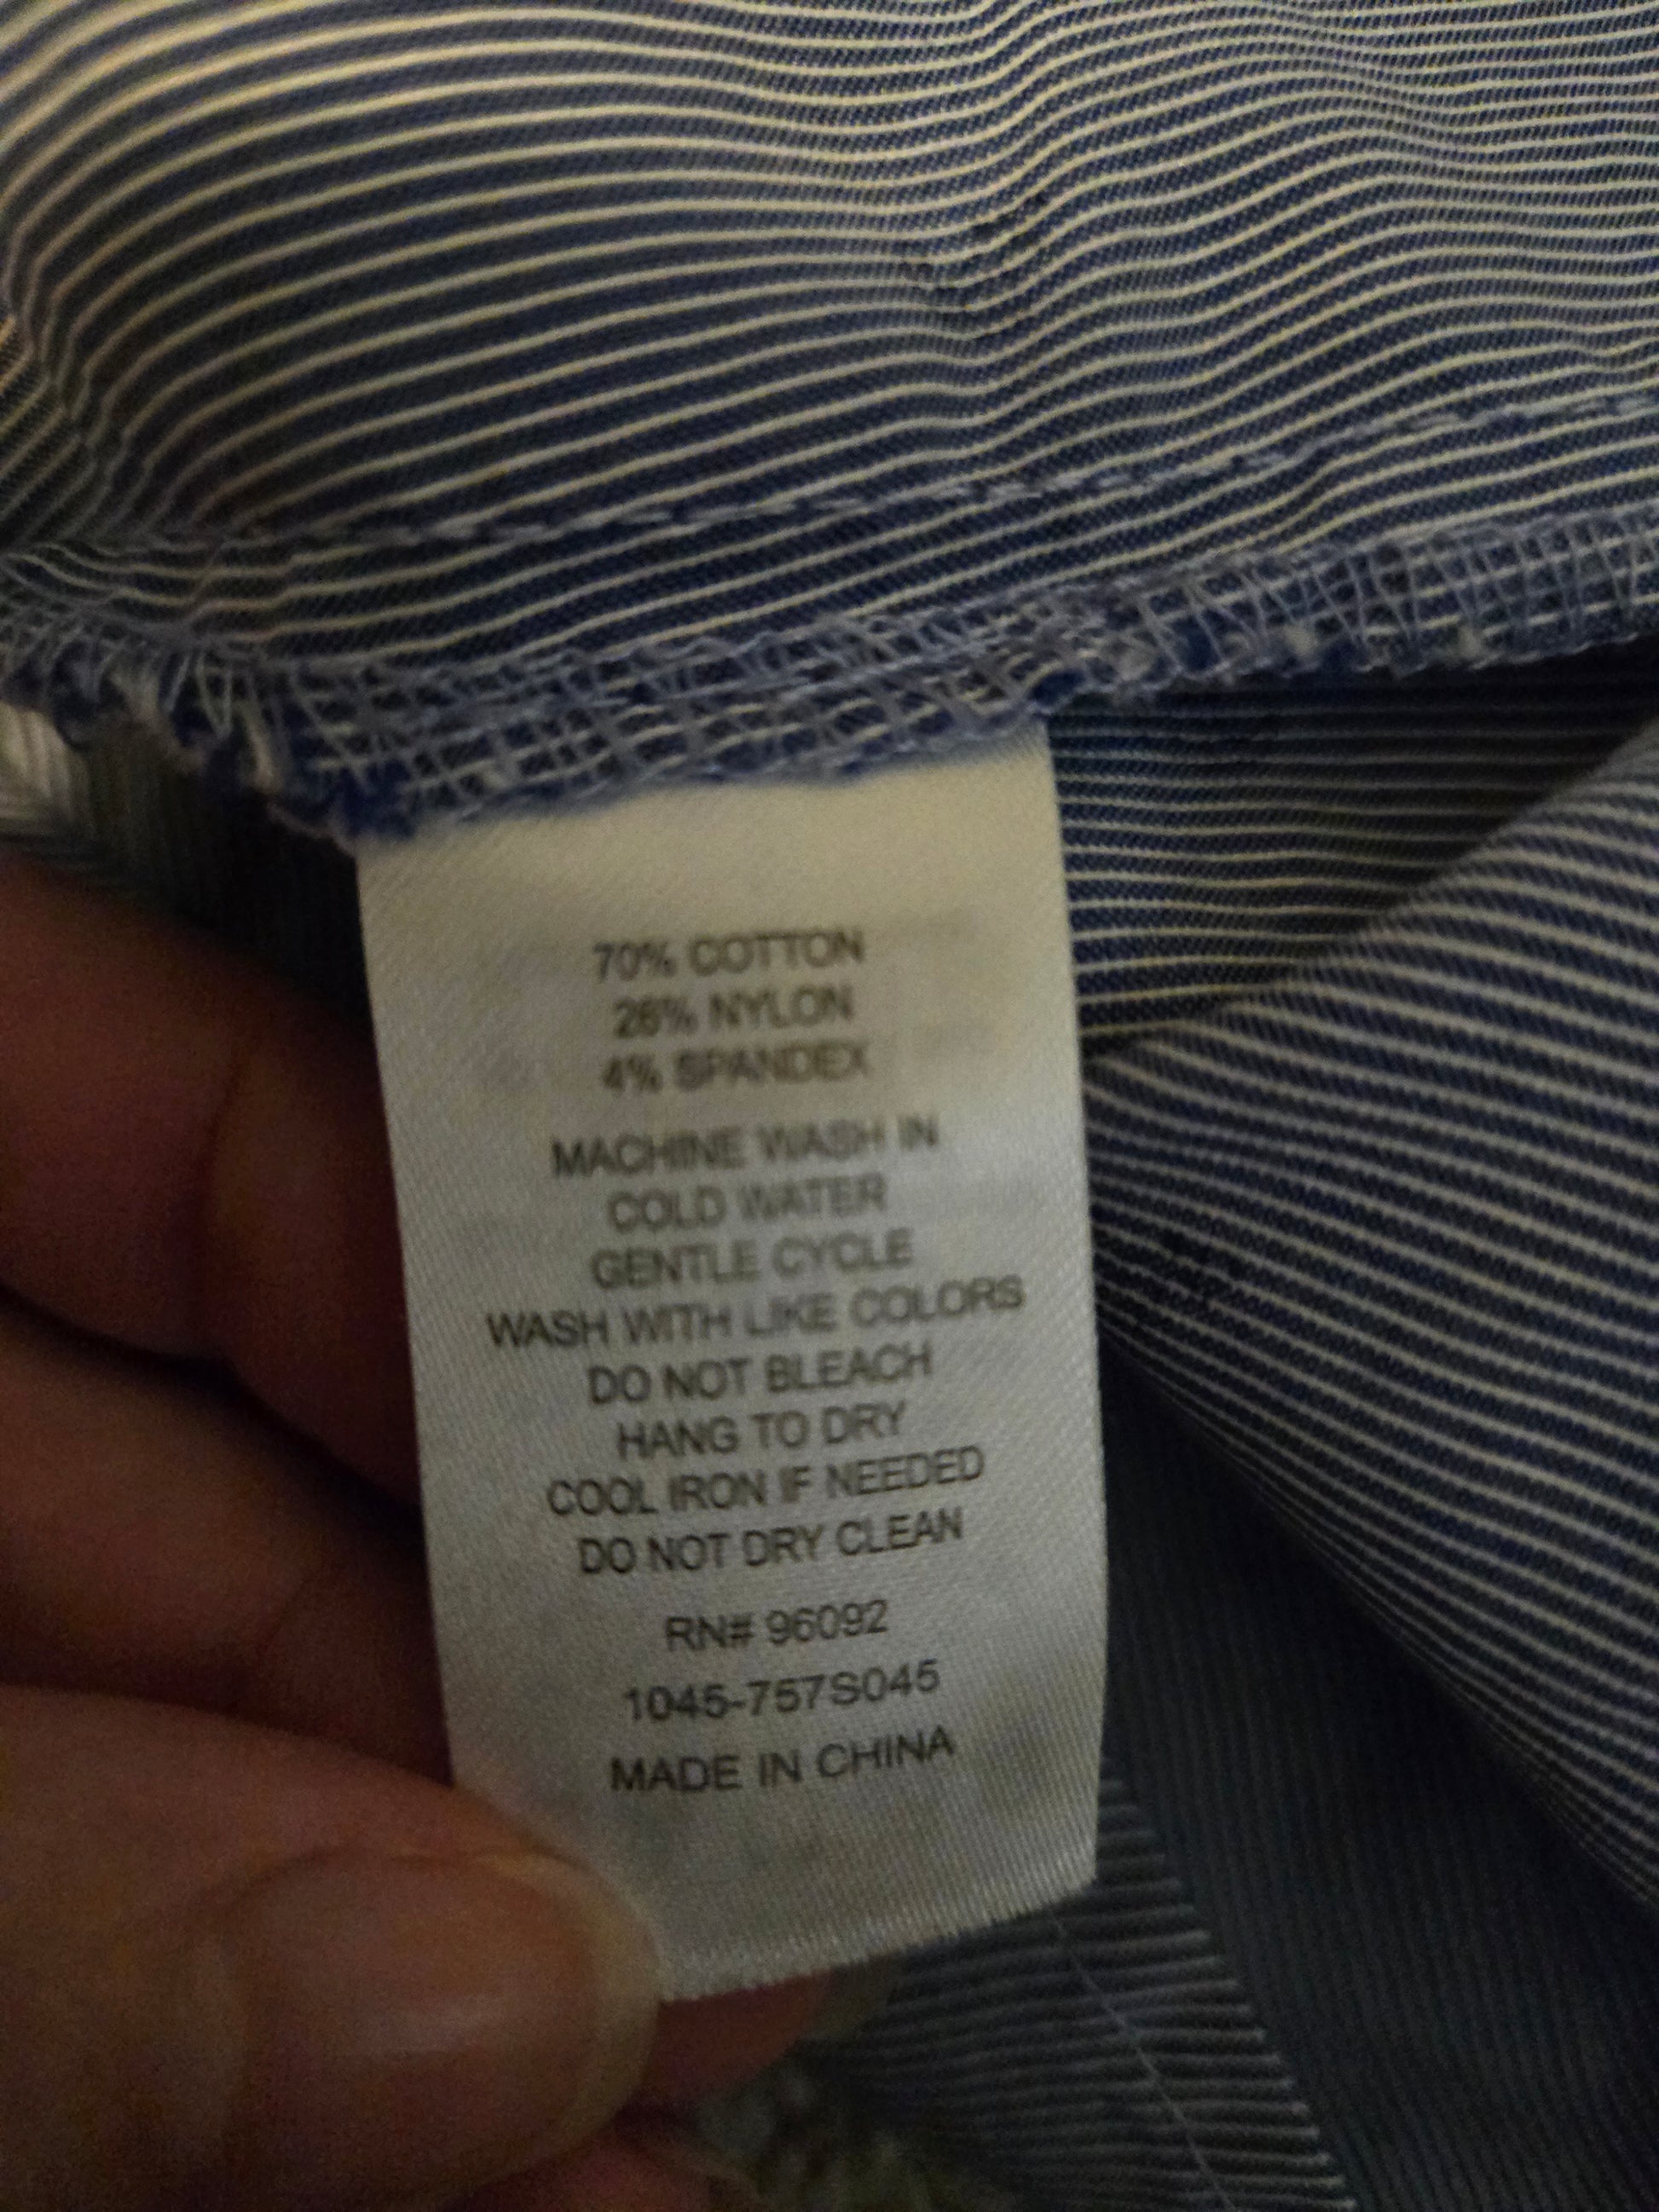 70% COTTON
26% NYLON
4% SPANDEX
MACHINE WASH IN
COLD WATER
GENTLE CYCLE
WASH WITH LIKE COLORS
DO NOT BLEACH
HANG TO DRY
COOL IRON IF NEEDED
DO NOT DRY CLEAN
RN# 96092
1045-757S045
MADE IN CHINA